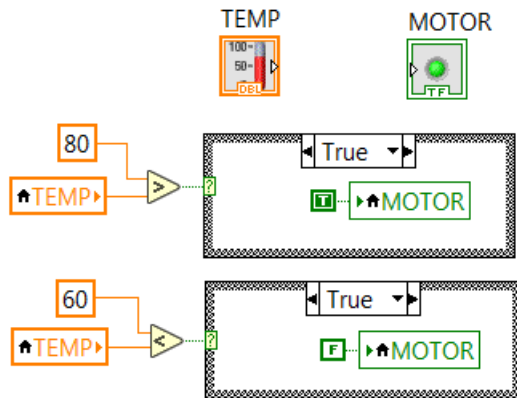 TEMP
MOTOR
100-
50-
DBL
TF
80
True
>
?
TEMP
T
MOTOR
60
True
<
?
TEMP
F
MOTOR